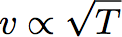 v ∝ √T